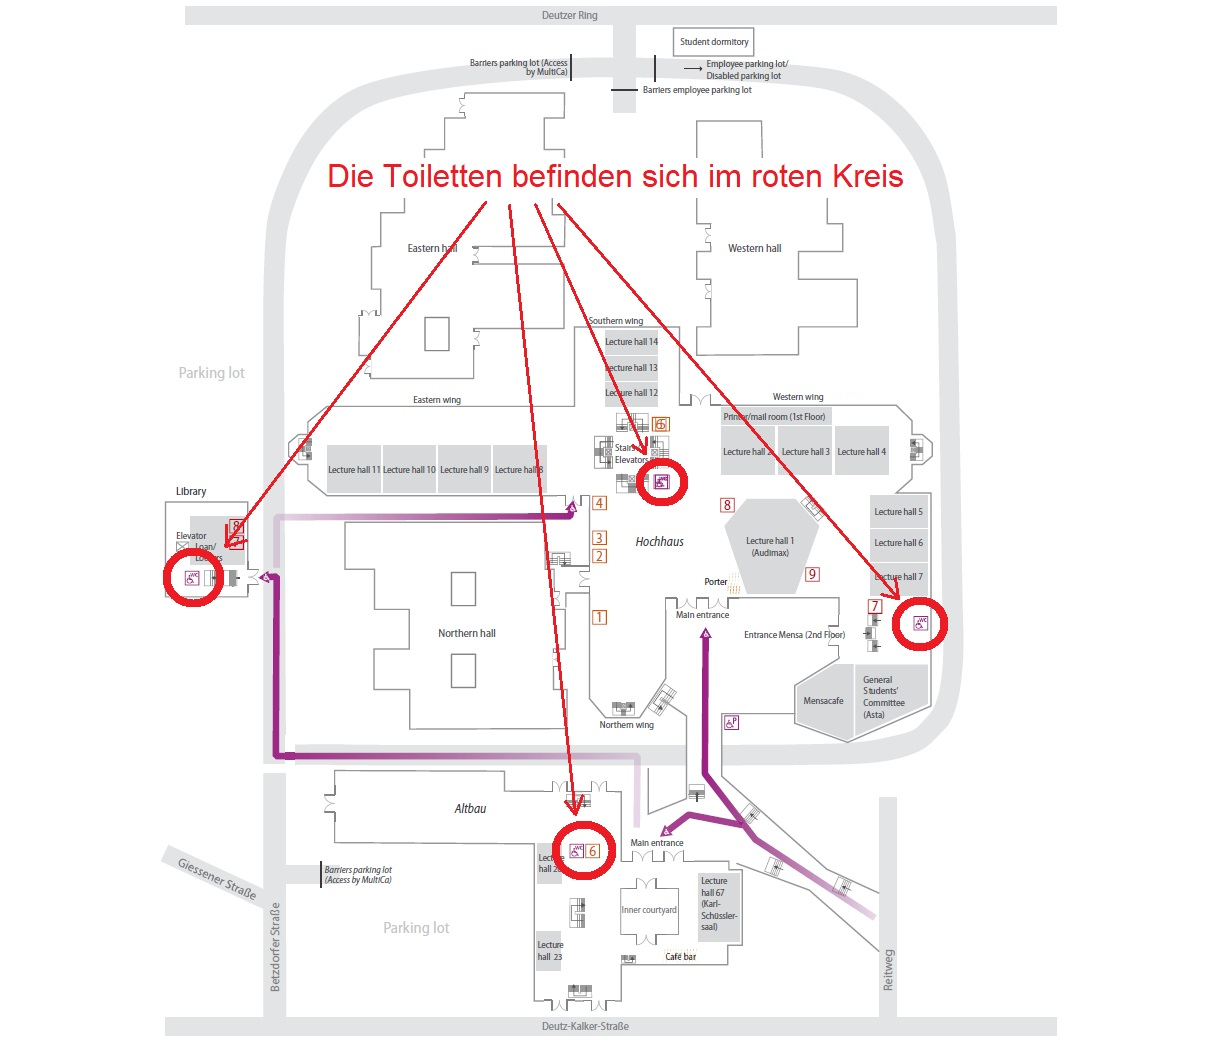 Deutzer Ring
Student dormitory
Barriers parking lot (Access
by MultiCa)
Employee parking lot/
Disabled parking lot
Barriers employee parking lot
Die Toiletten befinden sich im roten Kreis
Eastern hall
Western hall
Southern wing
Lecture hall 14
Lecture hall 13
Lecture hall 12
Parking lot
Eastern wing
Western wing
Printer/mail room (1st Floor)
6
Stairs/
Elevators
Lecture hall 11
Lecture hall 10
Lecture hall 9
Lecture hall 8
Lecture hall 2
Lecture hall 3
Lecture hall 4
WC
Library
8
7
Elevator
Loan/
Lockers
WC
4
3
2
1
Hochhaus
8
Lecture hall 1
(Audimax)
9
Lecture hall 5
Lecture hall 6
Lecture hall 7
Porter
Main entrance
Entrance Mensa (2nd Floor)
7
WC
Northern hall
Mensacafe
General
Students'
Committee
(Asta)
Northern wing
P
Altbau
Main entrance
Lecture
WC
6
Giessener Straße
Barriers parking lot
(Access by MultiCa)
Lecture
hall 67
(Karl-
Schüssler-
saal)
Inner courtyard
Parking lot
Betzdorfer Straße
Lecture
hall 23
Café bar
Reitweg
Deutz-Kalker-Straße